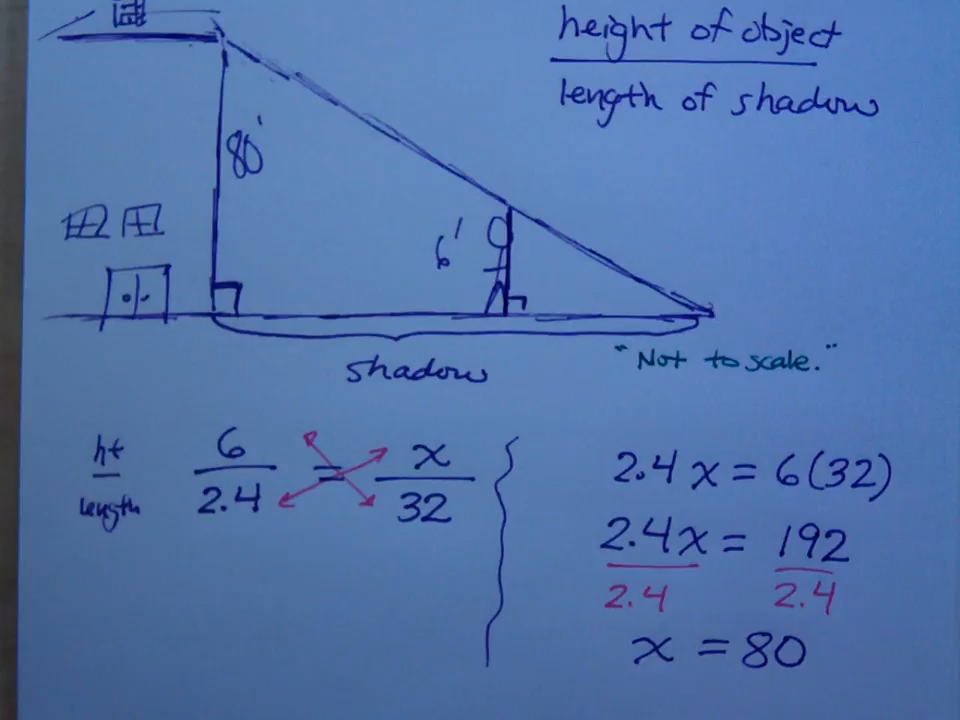 height of object
length of shadow
80'
6'
shadow
"Not to scale."
ht
length
6
2.4
=
x
32
2.4x = 6(32)
2.4x = 192
2.4 2.4
x = 80